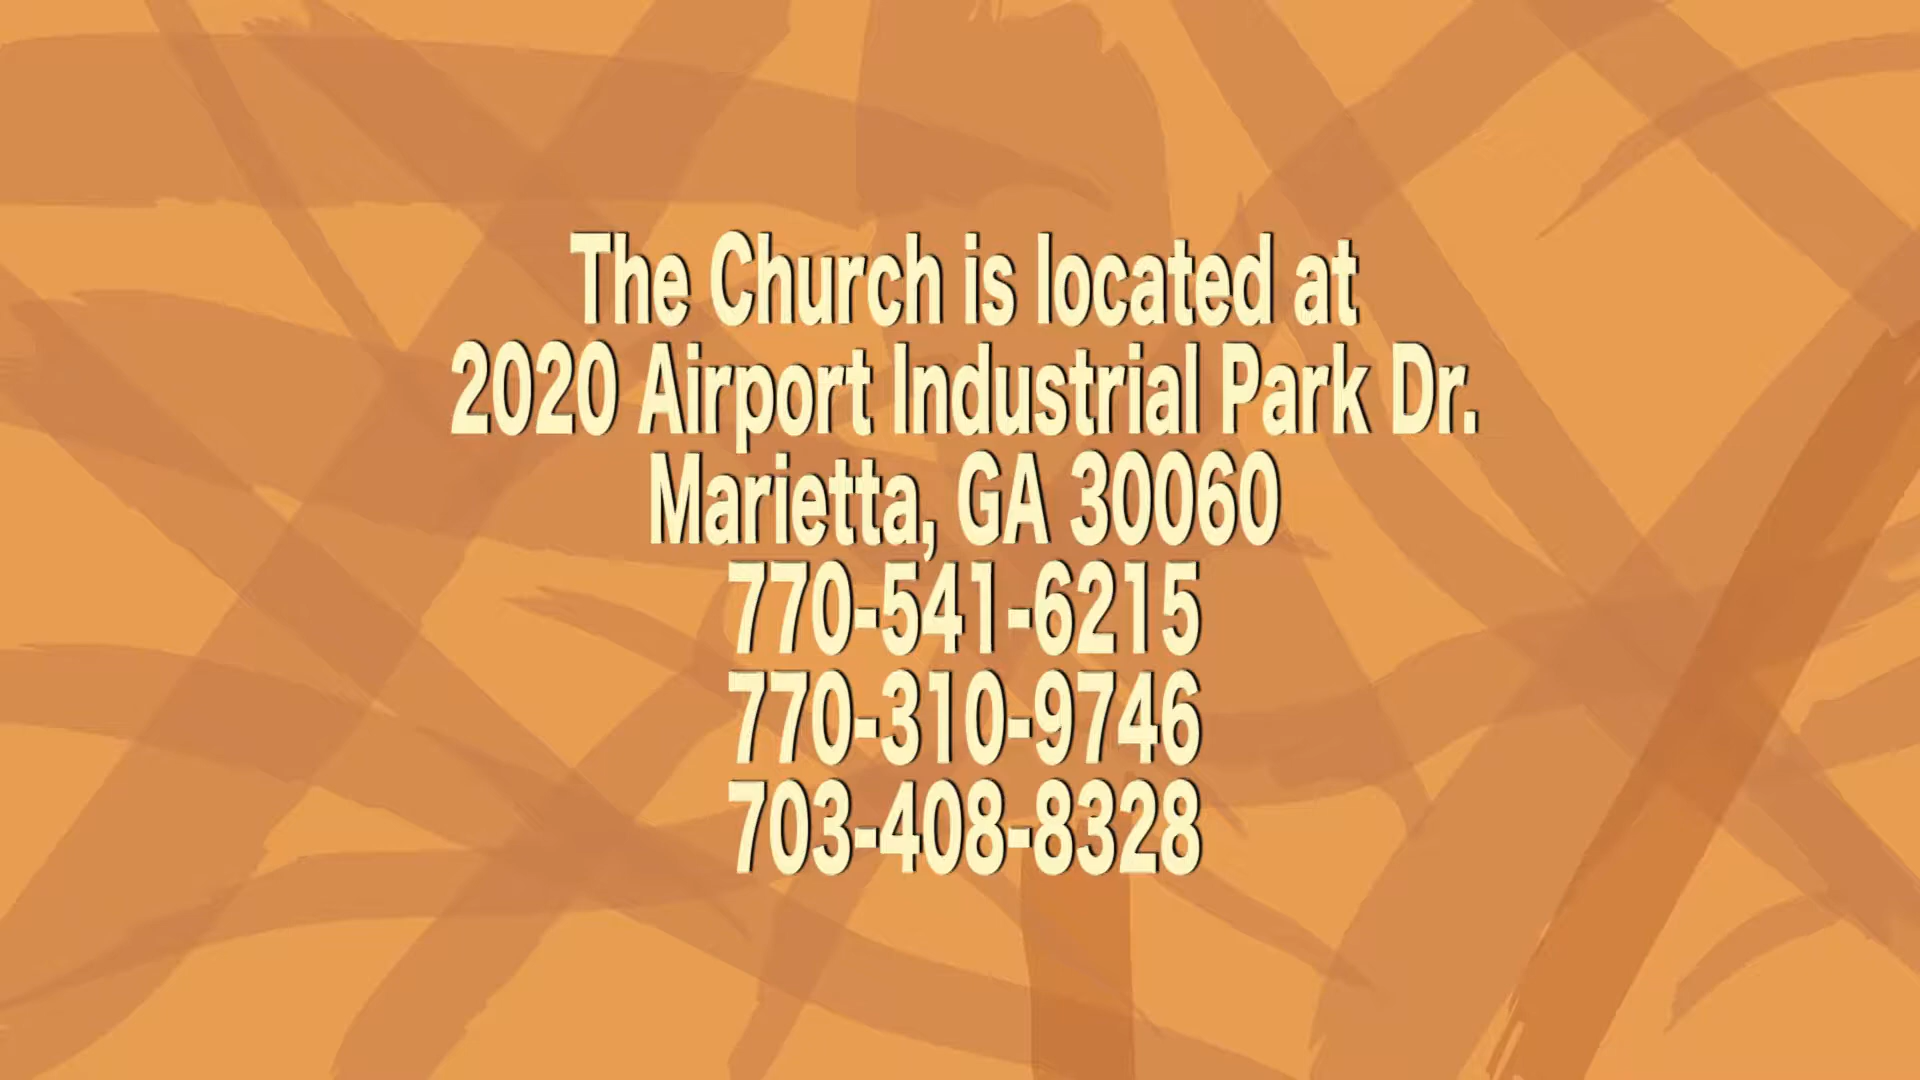 The Church is located at
2020 Airport Industrial Park Dr.
Marietta, GA 30060
770-541-6215
770-310-9746
703-408-8328